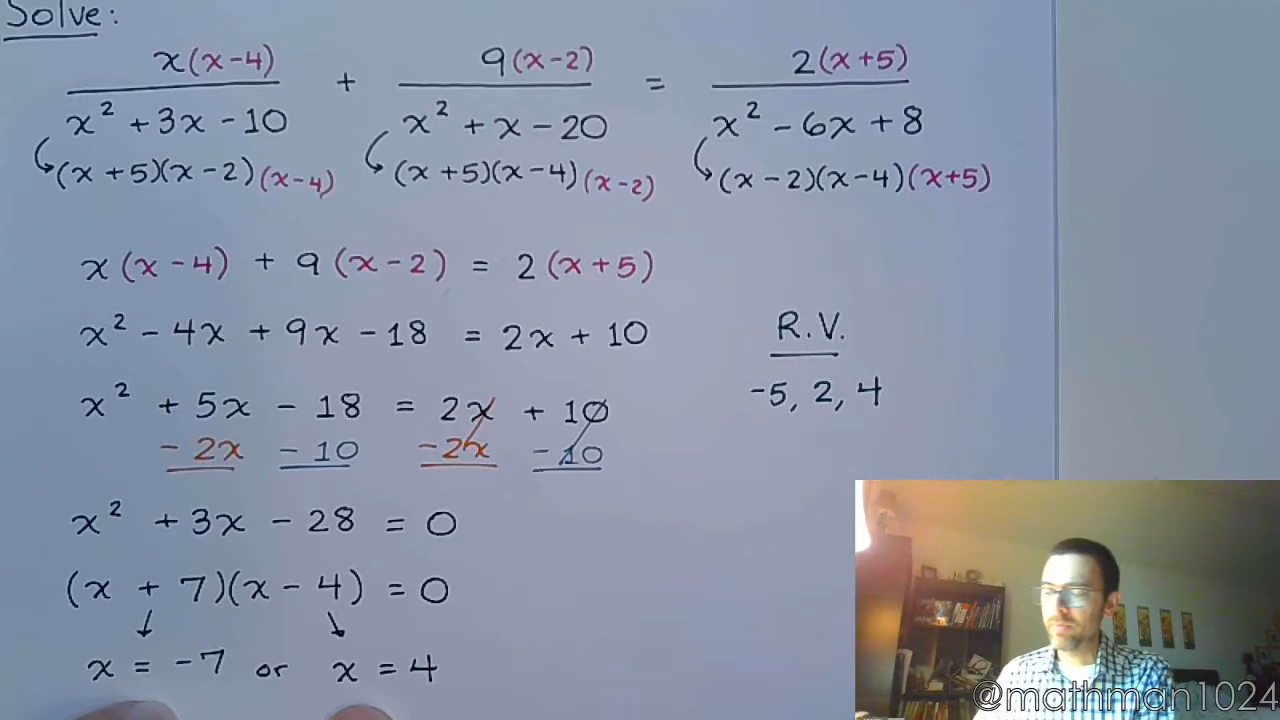 Solve:
x(x-4) + 9(x-2) = 2(x+5)
x² + 3x - 10 x² + x - 20 x² - 6x + 8
(x + 5)(x - 2)(x-4) (x + 5)(x - 4)(x-2) (x - 2)(x - 4)(x+5)
x(x - 4) + 9(x - 2) = 2(x + 5)
x² - 4x + 9x - 18 = 2x + 10
R.V.
-5, 2, 4
x² + 5x - 18 = 2x + 10
- 2x - 10 - 2x - 10
x² + 3x - 28 = 0
(x + 7)(x - 4) = 0
x = -7 or x = 4
@mathman1024